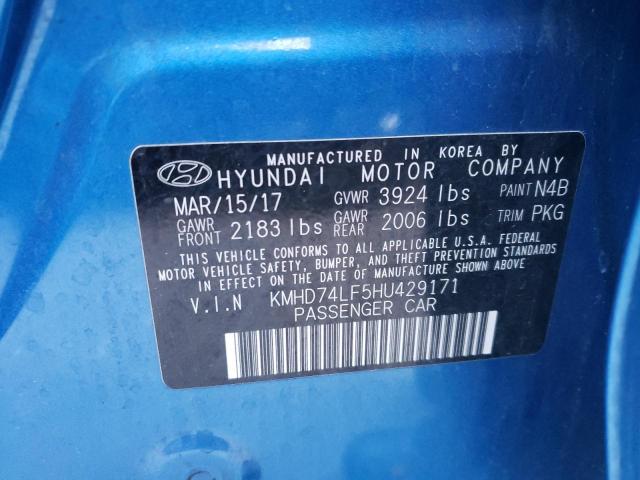 MANUFACTURED IN KOREA BY
HYUNDAI MOTOR COMPANY
MAR/15/17 GVWR 3924 lbs PAINT N4B
GAWR FRONT 2183 lbs GAWR REAR 2006 lbs TRIM PKG
THIS VEHICLE CONFORMS TO ALL APPLICABLE U.S.A. FEDERAL
MOTOR VEHICLE SAFETY, BUMPER, AND THEFT PREVENTION STANDARDS
IN EFFECT ON THE DATE OF MANUFACTURE SHOWN ABOVE
V.I.N KMHD74LF5HU429171
PASSENGER CAR